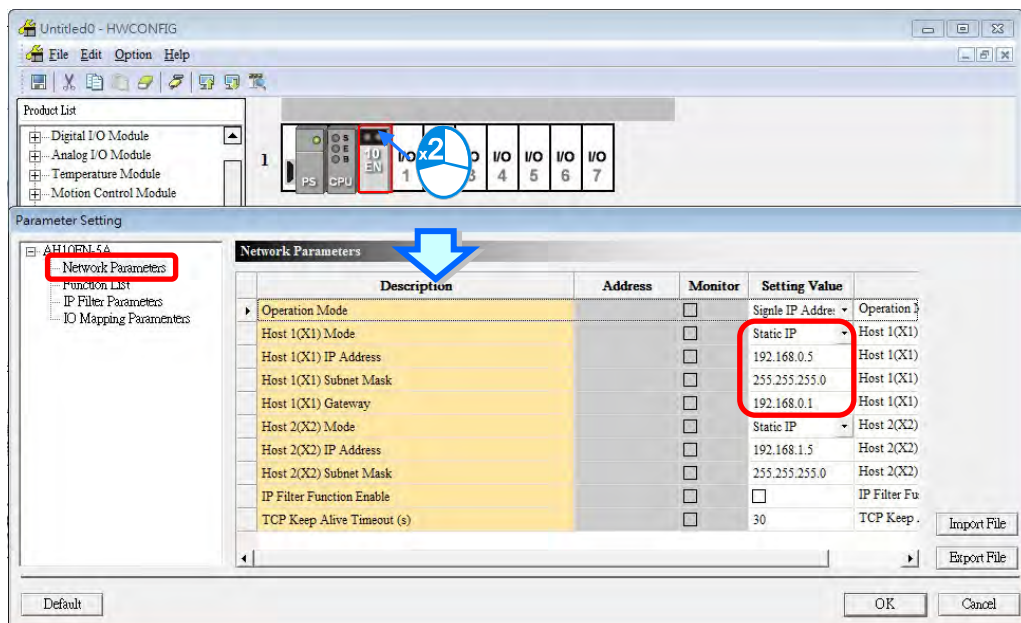 Untitled0 - HWCONFIG
File Edit Option Help
Product List
Digital I/O Module
Analog I/O Module
Temperature Module
Motion Control Module
1
PS CPU 10 EN I/O 1 x2 I/O 3 I/O 4 I/O 5 I/O 6 I/O 7
S
E
B
Parameter Setting
AH10EN-5A
Network Parameters
Function List
IP Filter Parameters
IO Mapping Paramenters
Network Parameters
Description Address Monitor Setting Value
Operation Mode Signle IP Addre: Operation
Host 1(X1) Mode Static IP Host 1(X1)
Host 1(X1) IP Address 192.168.0.5 Host 1(X1)
Host 1(X1) Subnet Mask 255.255.255.0 Host 1(X1)
Host 1(X1) Gateway 192.168.0.1 Host 1(X1)
Host 2(X2) Mode Static IP Host 2(X2)
Host 2(X2) IP Address 192.168.1.5 Host 2(X2)
Host 2(X2) Subnet Mask 255.255.255.0 Host 2(X2)
IP Filter Function Enable IP Filter Fu
TCP Keep Alive Timeout (s) 30 TCP Keep
Import File
Export File
Default OK Cancel